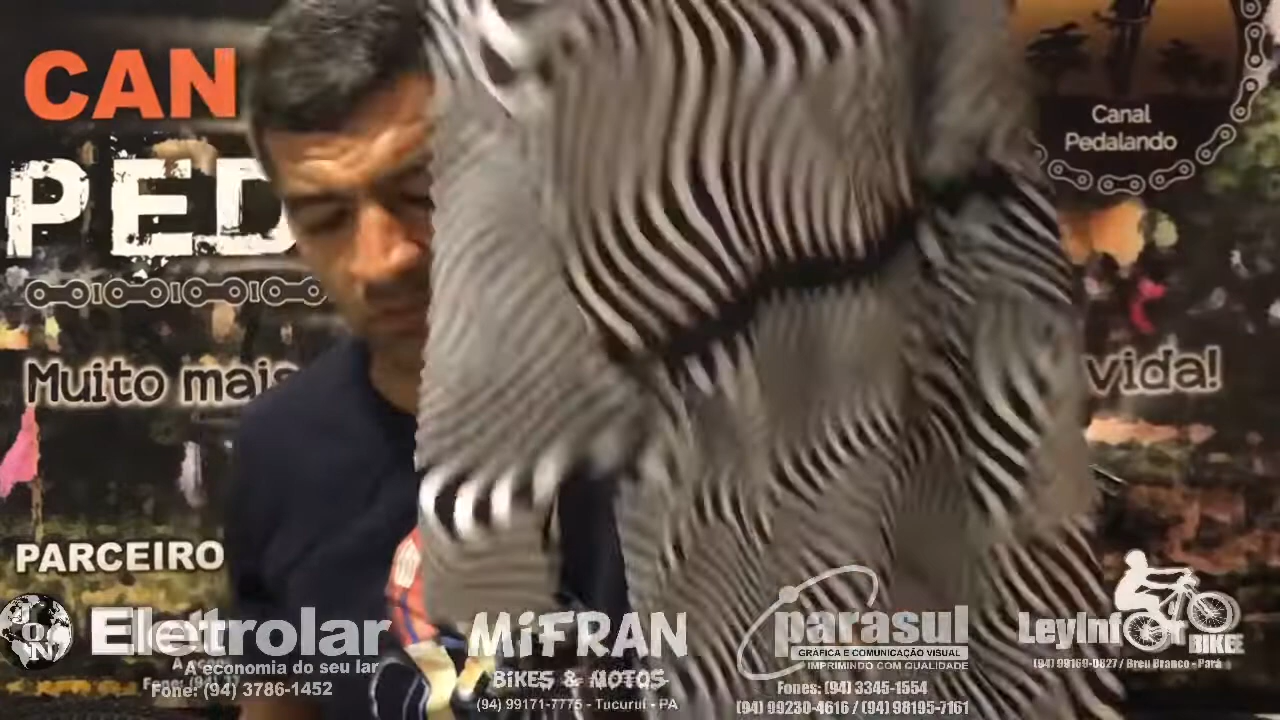 CAN
PED
Muito mais
vida!
Canal
Pedalando
PARCEIRO
Eletrolar
A economia do seu lar
Fone: (94) 3786-1452
MiFRAN
BiKES & MOTOS
(94) 99171-7775 - Tucuruí - PA
parasul
GRÁFICA E COMUNICAÇÃO VISUAL
IMPRIMINDO COM QUALIDADE
Fones: (94) 3345-1554
(94) 99230-4616 / (94) 98195-7161
BIKE
(94) 99169-0827 / Breu Branco - Pará